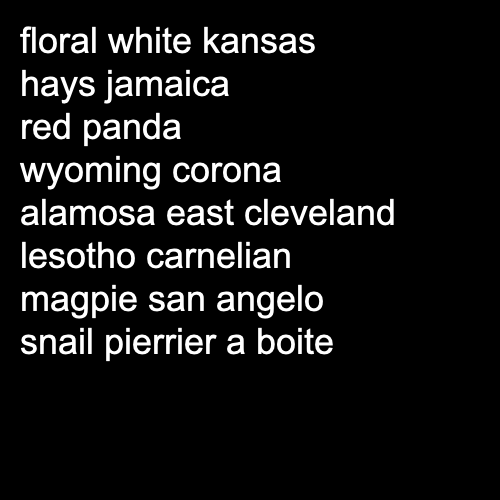 floral white kansas
hays jamaica
red panda
wyoming corona
alamosa east cleveland
lesotho carnelian
magpie san angelo
snail pierrier a boite